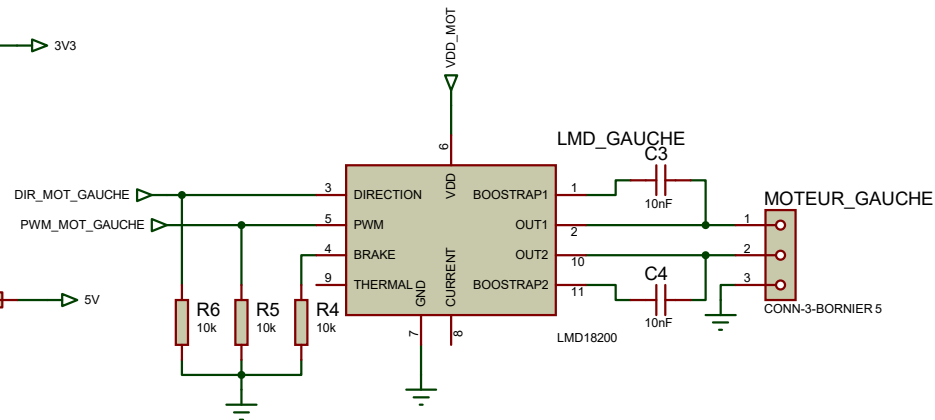 VDD_MOT
3V3
LMD_GAUCHE
C3
10nF
6
VDD
DIR_MOT_GAUCHE
3
DIRECTION
BOOSTRAP1
1
MOTEUR_GAUCHE
PWM_MOT_GAUCHE
5
PWM
OUT1
2
1
4
BRAKE
OUT2
10
2
9
THERMAL
GND
CURRENT
BOOSTRAP2
11
C4
10nF
3
5V
R6
10k
R5
10k
R4
10k
7
8
LMD18200
CONN-3-BORNIER 5